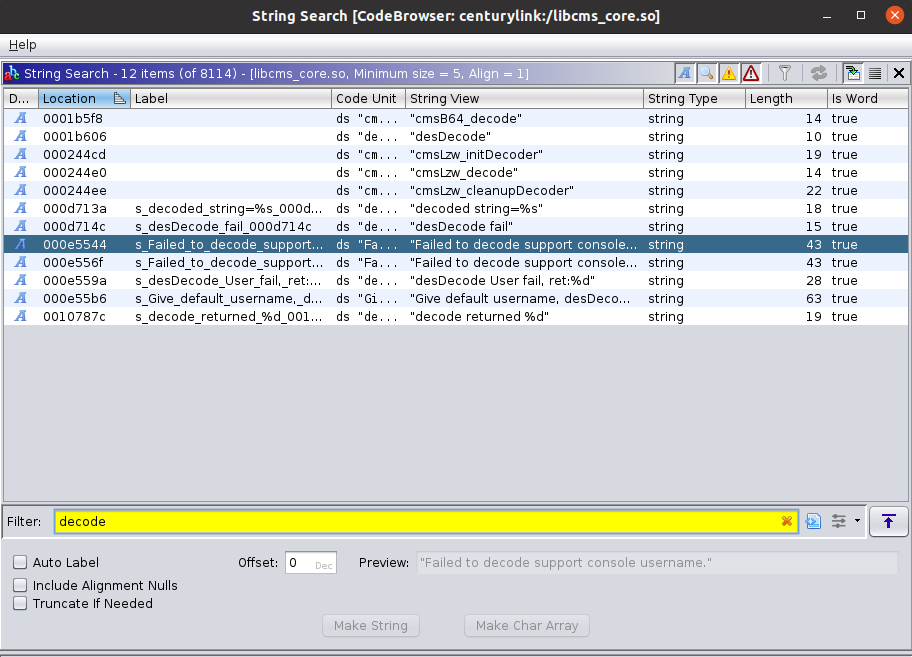 String Search [CodeBrowser: centurylink:/libcms_core.so]
Help
String Search - 12 items (of 8114) - [libcms_core.so, Minimum size = 5, Align = 1]
D... Location Label Code Unit String View String Type Length Is Word
A 0001b5f8 ds "cm... "cmsB64_decode" string 14 true
A 0001b606 ds "de... "desDecode" string 10 true
A 000244cd ds "cm... "cmsLzw_initDecoder" string 19 true
A 000244e0 ds "cm... "cmsLzw_decode" string 14 true
A 000244ee ds "cm... "cmsLzw_cleanupDecoder" string 22 true
A 000d713a s_decoded_string=%s_000d... ds "de... "decoded string=%s" string 18 true
A 000d714c s_desDecode_fail_000d714c ds "de... "desDecode fail" string 15 true
A 000e5544 s_Failed_to_decode_support... ds "Fa... "Failed to decode support console... string 43 true
A 000e556f s_Failed_to_decode_support... ds "Fa... "Failed to decode support console... string 43 true
A 000e559a s_desDecode_User_fail,_ret:... ds "de... "desDecode User fail, ret:%d" string 28 true
A 000e55b6 s_Give_default_username,_d... ds "Gi... "Give default username, desDeco... string 63 true
A 0010787c s_decode_returned_%d_001... ds "de... "decode returned %d" string 19 true
Filter: decode
Auto Label Offset: 0 Dec Preview: "Failed to decode support console username."
Include Alignment Nulls
Truncate If Needed
Make String Make Char Array